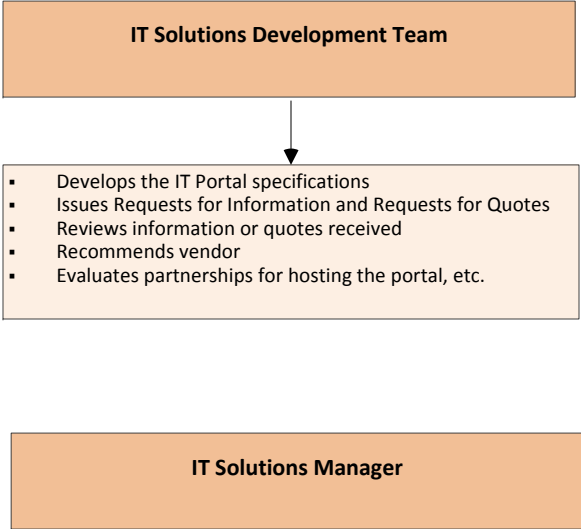 IT Solutions Development Team
▪ Develops the IT Portal specifications
▪ Issues Requests for Information and Requests for Quotes
▪ Reviews information or quotes received
▪ Recommends vendor
▪ Evaluates partnerships for hosting the portal, etc.
IT Solutions Manager